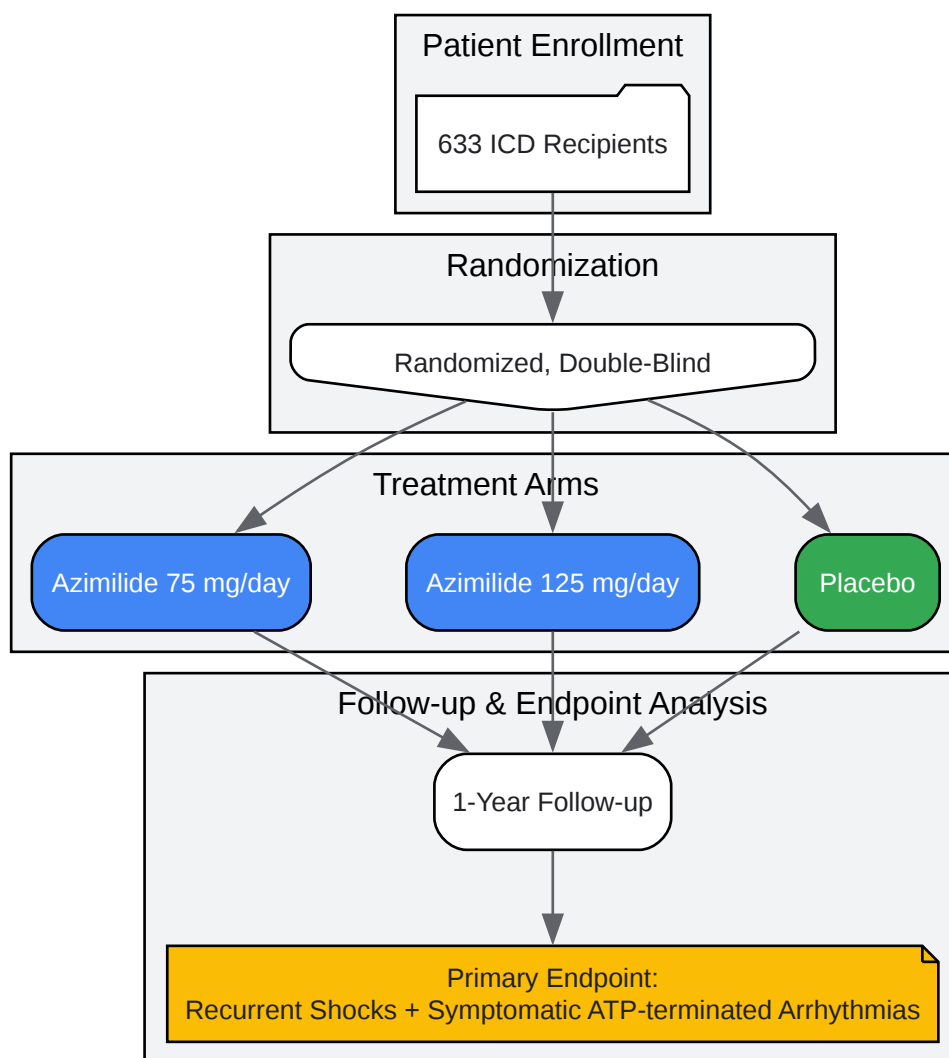 Patient Enrollment
633 ICD Recipients
Randomization
Randomized, Double-Blind
Treatment Arms
Azimilide 75 mg/day
Azimilide 125 mg/day
Placebo
Follow-up & Endpoint Analysis
1-Year Follow-up
Primary Endpoint:
Recurrent Shocks + Symptomatic ATP-terminated Arrhythmias